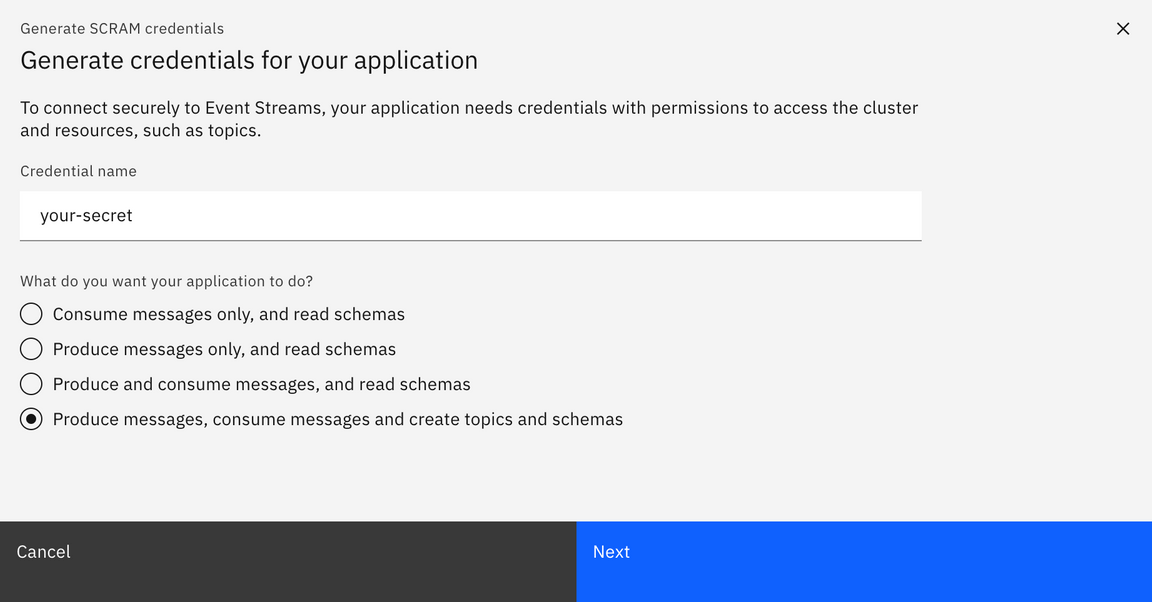 Generate SCRAM credentials
Generate credentials for your application
To connect securely to Event Streams, your application needs credentials with permissions to access the cluster
and resources, such as topics.
Credential name
your-secret
What do you want your application to do?
Consume messages only, and read schemas
Produce messages only, and read schemas
Produce and consume messages, and read schemas
Produce messages, consume messages and create topics and schemas
Cancel
Next